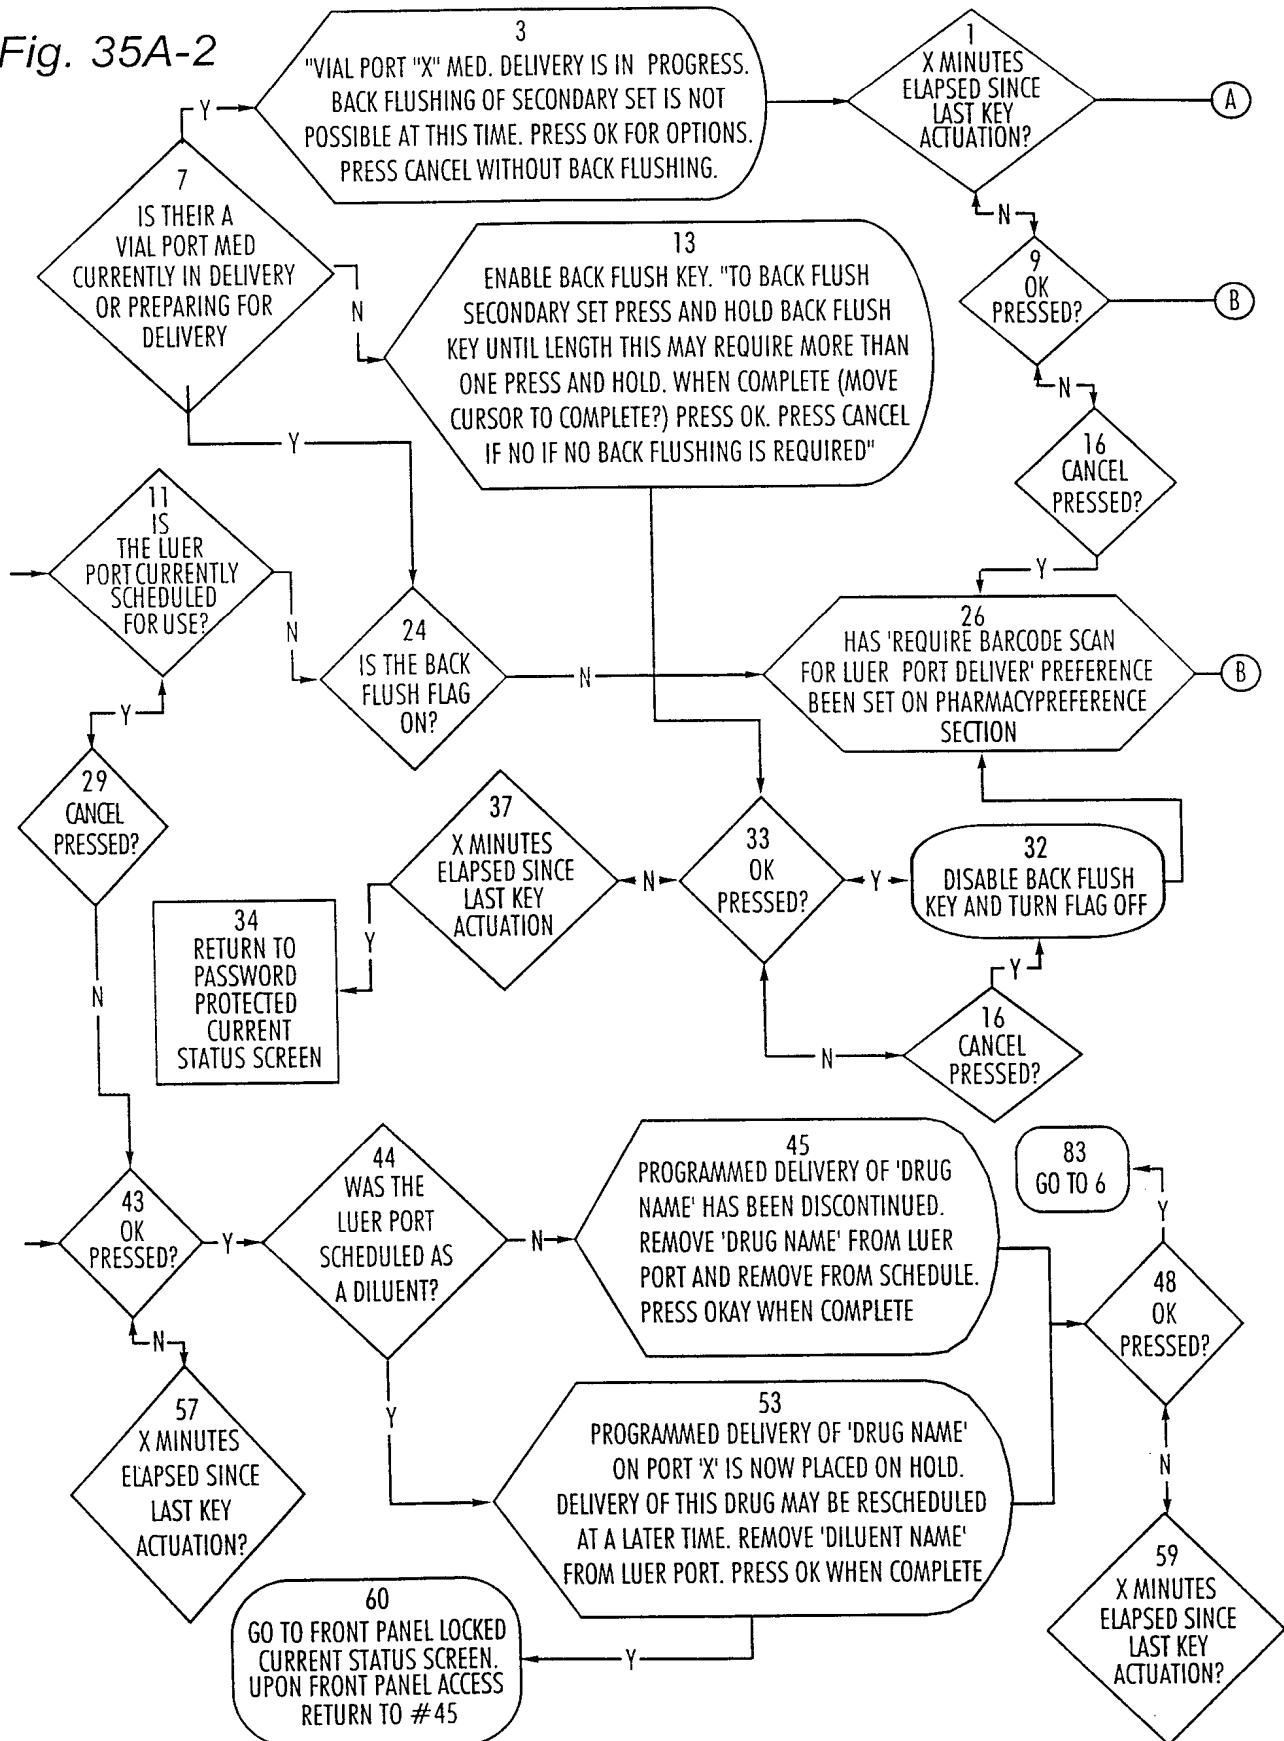 Fig. 35A-2
3
"VIAL PORT "X" MED. DELIVERY IS IN PROGRESS.
BACK FLUSHING OF SECONDARY SET IS NOT
POSSIBLE AT THIS TIME. PRESS OK FOR OPTIONS.
PRESS CANCEL WITHOUT BACK FLUSHING.
1
X MINUTES
ELAPSED SINCE
LAST KEY
ACTUATION?
A
Y
7
IS THEIR A
VIAL PORT MED
CURRENTLY IN DELIVERY
OR PREPARING FOR
DELIVERY
N
N
13
ENABLE BACK FLUSH KEY. "TO BACK FLUSH
SECONDARY SET PRESS AND HOLD BACK FLUSH
KEY UNTIL LENGTH THIS MAY REQUIRE MORE THAN
ONE PRESS AND HOLD. WHEN COMPLETE (MOVE
CURSOR TO COMPLETE?) PRESS OK. PRESS CANCEL
IF NO IF NO BACK FLUSHING IS REQUIRED"
9
OK
PRESSED?
B
N
Y
16
CANCEL
PRESSED?
Y
11
IS
THE LUER
PORT CURRENTLY
SCHEDULED
FOR USE?
N
24
IS THE BACK
FLUSH FLAG
ON?
N
26
HAS 'REQUIRE BARCODE SCAN
FOR LUER PORT DELIVER' PREFERENCE
BEEN SET ON PHARMACYPREFERENCE
SECTION
B
Y
29
CANCEL
PRESSED?
37
X MINUTES
ELAPSED SINCE
LAST KEY
ACTUATION
N
33
OK
PRESSED?
Y
32
DISABLE BACK FLUSH
KEY AND TURN FLAG OFF
Y
34
RETURN TO
PASSWORD
PROTECTED
CURRENT
STATUS SCREEN
N
Y
N
16
CANCEL
PRESSED?
43
OK
PRESSED?
Y
44
WAS THE
LUER PORT
SCHEDULED AS
A DILUENT?
N
45
PROGRAMMED DELIVERY OF 'DRUG
NAME' HAS BEEN DISCONTINUED.
REMOVE 'DRUG NAME' FROM LUER
PORT AND REMOVE FROM SCHEDULE.
PRESS OKAY WHEN COMPLETE
83
GO TO 6
Y
48
OK
PRESSED?
N
57
X MINUTES
ELAPSED SINCE
LAST KEY
ACTUATION?
Y
53
PROGRAMMED DELIVERY OF 'DRUG NAME'
ON PORT 'X' IS NOW PLACED ON HOLD.
DELIVERY OF THIS DRUG MAY BE RESCHEDULED
AT A LATER TIME. REMOVE 'DILUENT NAME'
FROM LUER PORT. PRESS OK WHEN COMPLETE
N
59
X MINUTES
ELAPSED SINCE
LAST KEY
ACTUATION?
60
GO TO FRONT PANEL LOCKED
CURRENT STATUS SCREEN.
UPON FRONT PANEL ACCESS
RETURN TO #45
Y